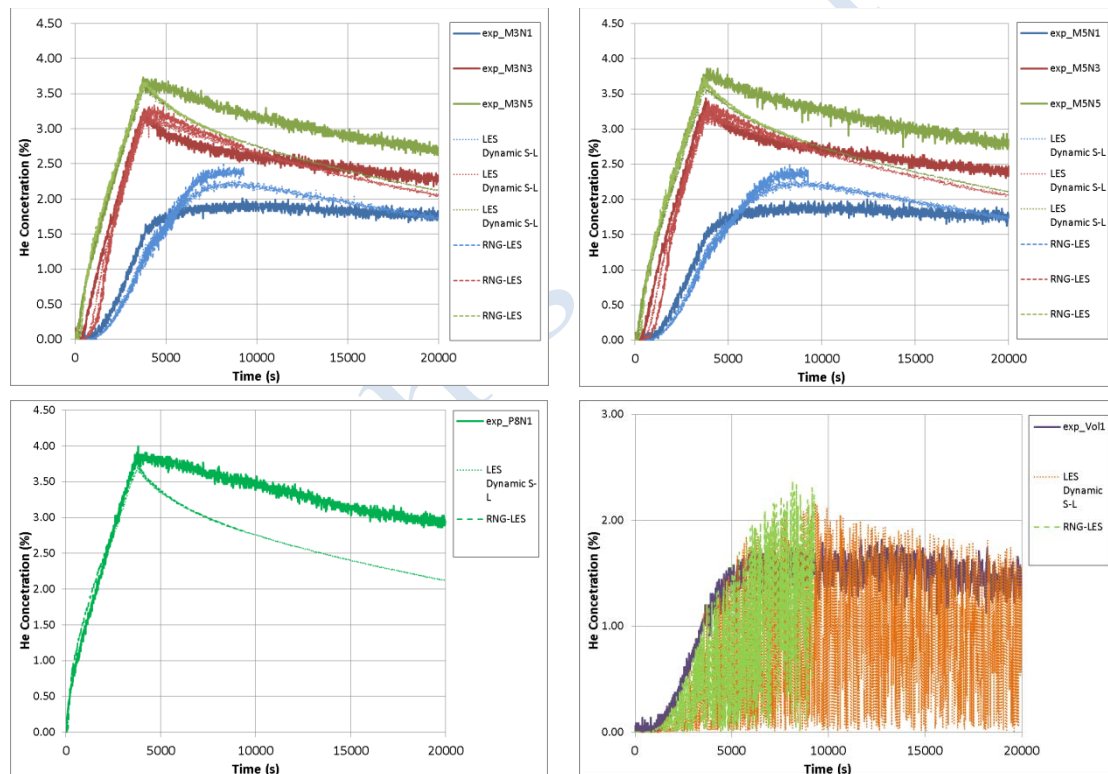 4.50
4.00
3.50
3.00
2.50
2.00
1.50
1.00
0.50
0.00
He Concetration (%)
0
5000
10000
15000
20000
Time (s)
exp_M3N1
exp_M3N3
exp_M3N5
LES
Dynamic S-L
LES
Dynamic S-L
LES
Dynamic S-L
RNG-LES
RNG-LES
RNG-LES
4.50
4.00
3.50
3.00
2.50
2.00
1.50
1.00
0.50
0.00
He Concetration (%)
0
5000
10000
15000
20000
Time (s)
exp_M5N1
exp_M5N3
exp_M5N5
LES
Dynamic S-L
LES
Dynamic S-L
LES
Dynamic S-L
RNG-LES
RNG-LES
RNG-LES
4.50
4.00
3.50
3.00
2.50
2.00
1.50
1.00
0.50
0.00
He Concetration (%)
0
5000
10000
15000
20000
Time (s)
exp_P8N1
LES
Dynamic S-
L
RNG-LES
3.00
2.00
1.00
0.00
He Concetration (%)
0
5000
10000
15000
20000
Time (s)
exp_Vol1
LES
Dynamic
S-L
RNG-LES